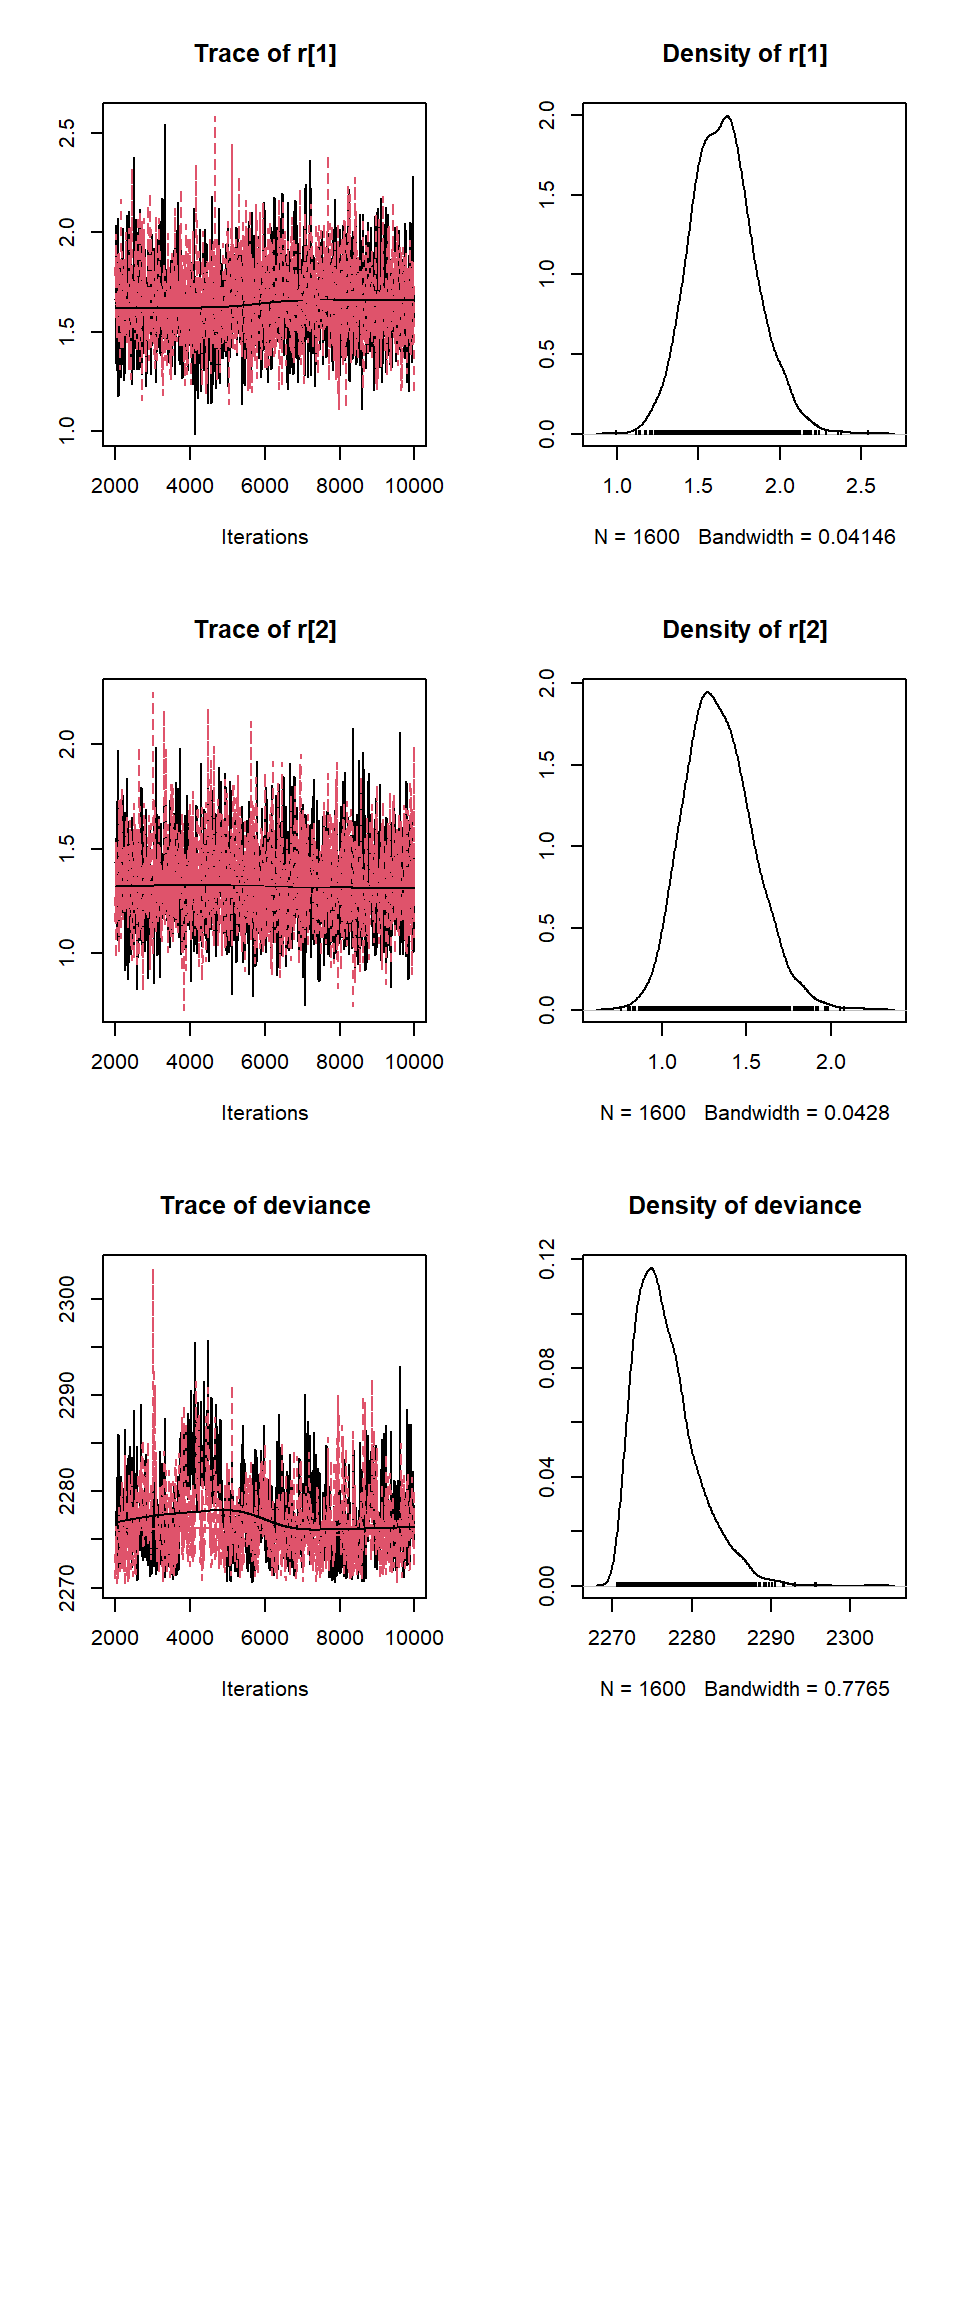 Trace of r[1]
2.5
2.0
1.5
1.0
2000 4000 6000 8000 10000
Iterations
Density of r[1]
2.0
1.5
1.0
0.5
0.0
1.0 1.5 2.0 2.5
N = 1600 Bandwidth = 0.04146
Trace of r[2]
2.0
1.5
1.0
2000 4000 6000 8000 10000
Iterations
Density of r[2]
2.0
1.5
1.0
0.5
0.0
1.0 1.5 2.0
N = 1600 Bandwidth = 0.0428
Trace of deviance
2300
2290
2280
2270
2000 4000 6000 8000 10000
Iterations
Density of deviance
0.12
0.08
0.04
0.00
2270 2280 2290 2300
N = 1600 Bandwidth = 0.7765